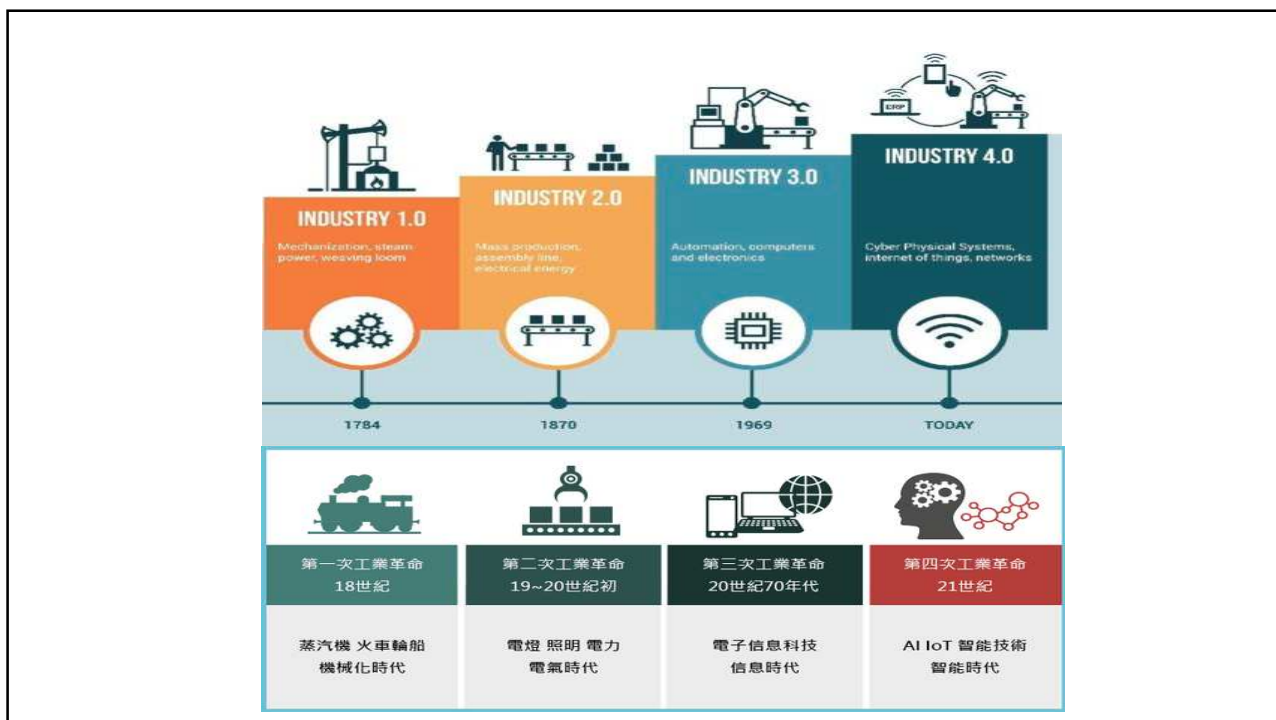 ERP
INDUSTRY 1.0
Mechanization, steam
power, weaving loom
INDUSTRY 2.0
Mass production,
assembly line,
electrical energy
INDUSTRY 3.0
Automation, computers
and electronics
INDUSTRY 4.0
Cyber Physical Systems,
internet of things, networks
1784
1870
1969
TODAY
第一次工業革命
18世紀
第二次工業革命
19~20世紀初
第三次工業革命
20世紀70年代
第四次工業革命
21世紀
蒸汽機 火車輪船
機械化時代
電燈 照明 電力
電氣時代
電子信息科技
信息時代
AI IoT 智能技術
智能時代